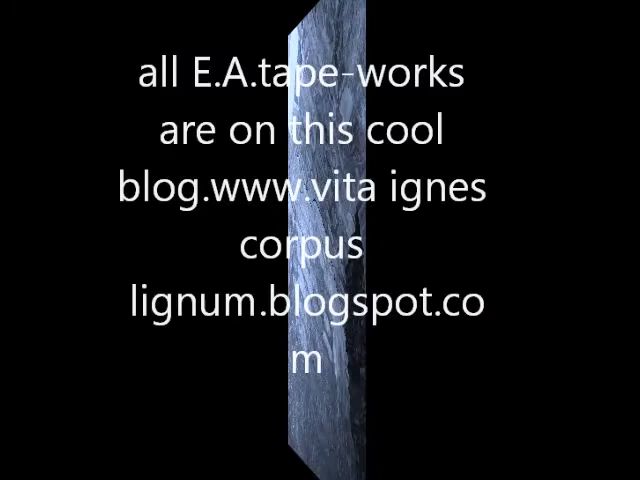 all E.A.tape-works
are on this cool
blog.www.vita ignes
corpus
lignum.blogspot.co
m